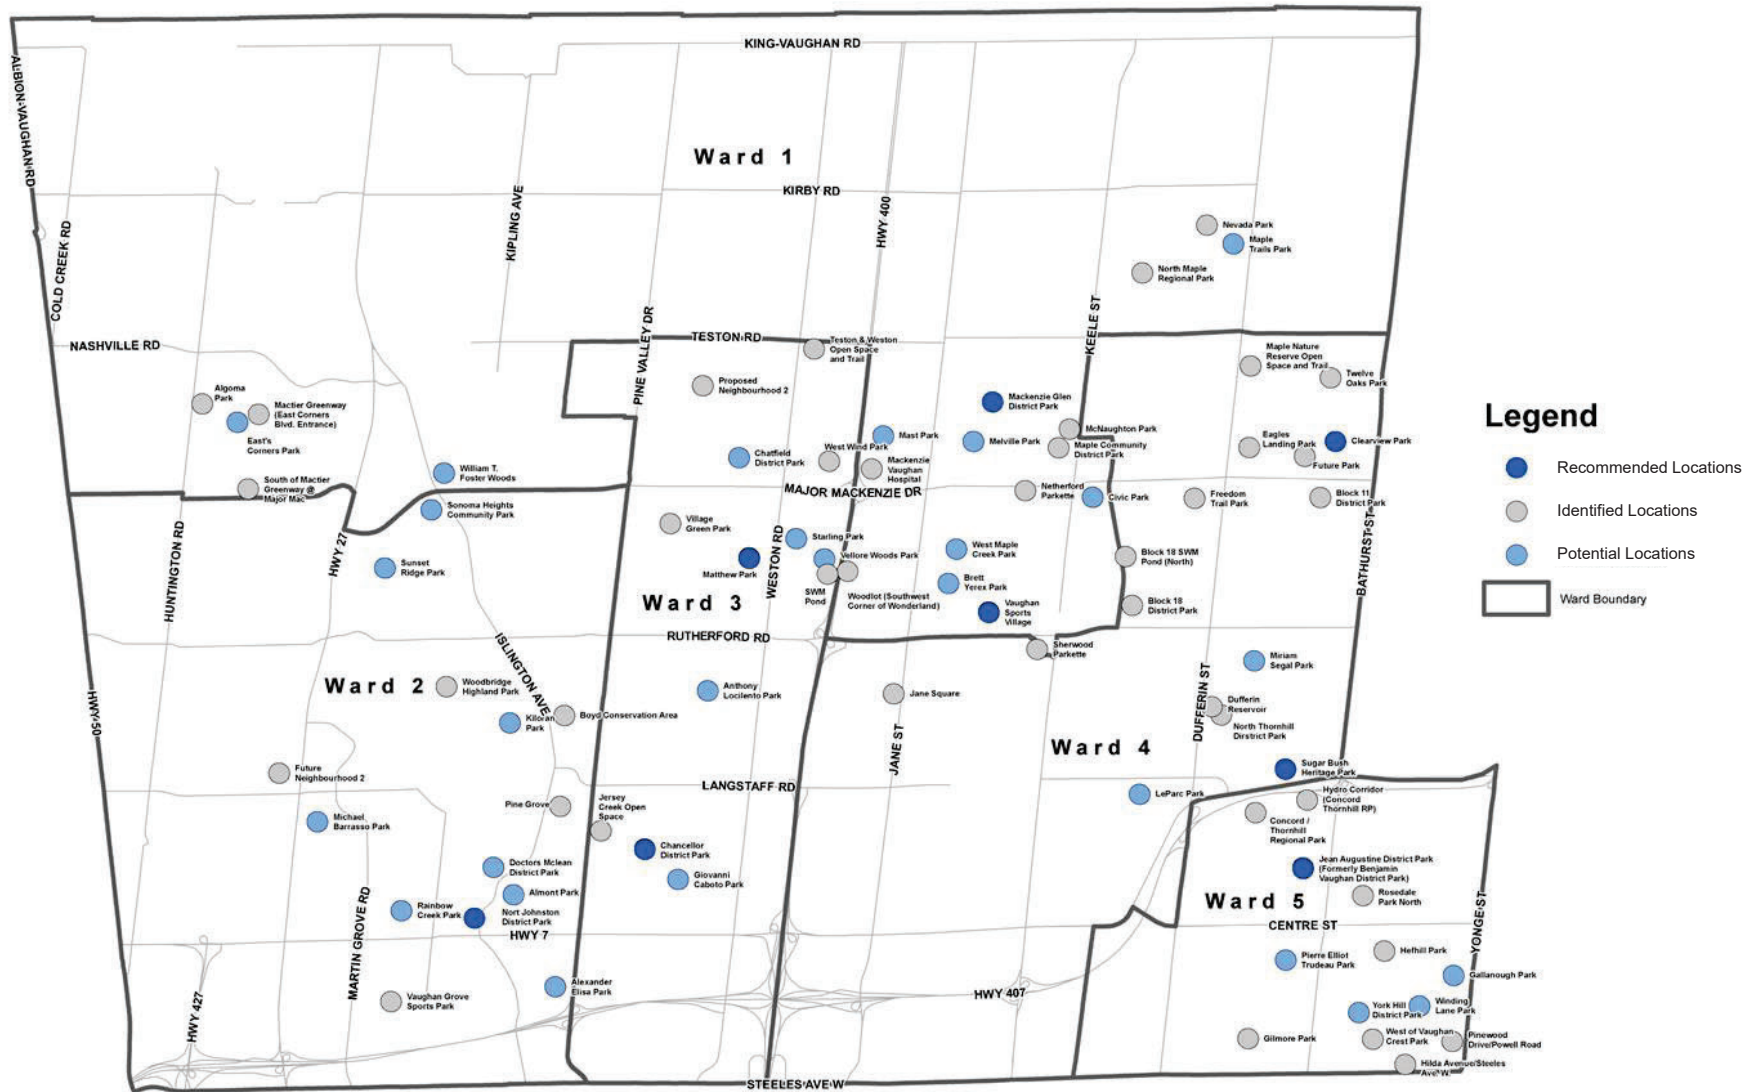 KING-VAUGHAN RD
ALBION-VAUGHAN RD
Ward 1
KIRBY RD
COLD CREEK RD
KIPLING AVE
HWY 400
Nevada Park
Maple
Trails Park
North Maple
Regional Park
NASHVILLE RD
PINE VALLEY DR
TESTON RD
KEELE ST
Teston & Weston
Open Space
and Trail
Maple Nature
Reserve Open
Space and Trail
Twelve
Oaks Park
Proposed
Neighbourhood 2
Algoma
Park
Mactier Greenway
(East Corners
Blvd. Entrance)
East's
Corners Park
Mackenzie Glen
District Park
McNaughton Park
Maple Community
District Park
Mast Park
Melville Park
West Wind Park
Chatfield
District Park
Mackenzie
Vaughan
Hospital
Eagles
Landing Park
Clearview Park
Future Park
William T.
Foster Woods
South of Mactier
Greenway @
Major Mac
MAJOR MACKENZIE DR
Netherford
Parkette
Civic Park
Freedom
Trail Park
Block 11
District Park
Sonoma Heights
Community Park
Village
Green Park
Starling Park
Vellore Woods Park
West Maple
Creek Park
Block 18 SWM
Pond (North)
BATHURST ST
HUNTINGTON RD
HWY 27
Sunset
Ridge Park
Matthew Park
WESTON RD
SWM
Pond
Woodlot (Southwest
Corner of Wonderland)
Brett
Yerex Park
Vaughan
Sports
Village
Block 18
District Park
Ward 3
RUTHERFORD RD
ISLINGTON AVE
Sherwood
Parkette
Miriam
Segal Park
Ward 2
Woodbridge
Highland Park
HWY 50
Kiloran
Park
Boyd Conservation Area
Anthony
Locilento Park
Jane Square
JANE ST
DUFFERIN ST
Dufferin
Reservoir
North Thornhill
Dirstrict Park
Ward 4
Future
Neighbourhood 2
LANGSTAFF RD
Sugar Bush
Heritage Park
LeParc Park
Hydro Corridor
(Concord
Thornhill RP)
Concord /
Thornhill
Regional Park
Pine Grove
Jersey
Creek Open
Space
Michael
Barrasso Park
Chancellor
District Park
Giovanni
Caboto Park
Doctors Mclean
District Park
Almont Park
Rainbow
Creek Park
Nort Johnston
District Park
HWY 7
Jean Augustine District Park
(Formerly Benjamin
Vaughan District Park)
Rosedale
Park North
Ward 5
CENTRE ST
YONGE ST
MARTIN GROVE RD
HWY 427
Vaughan Grove
Sports Park
Alexander
Elisa Park
HWY 407
Pierre Elliot
Trudeau Park
Hefhill Park
Gallanough Park
York Hill
District Park
Winding
Lane Park
Gilmore Park
West of Vaughan
Crest Park
Pinewood
Drive/Powell Road
Hilda Avenue/Steeles
Ave. W.
STEELES AVE W
Legend
Recommended Locations
Identified Locations
Potential Locations
Ward Boundary